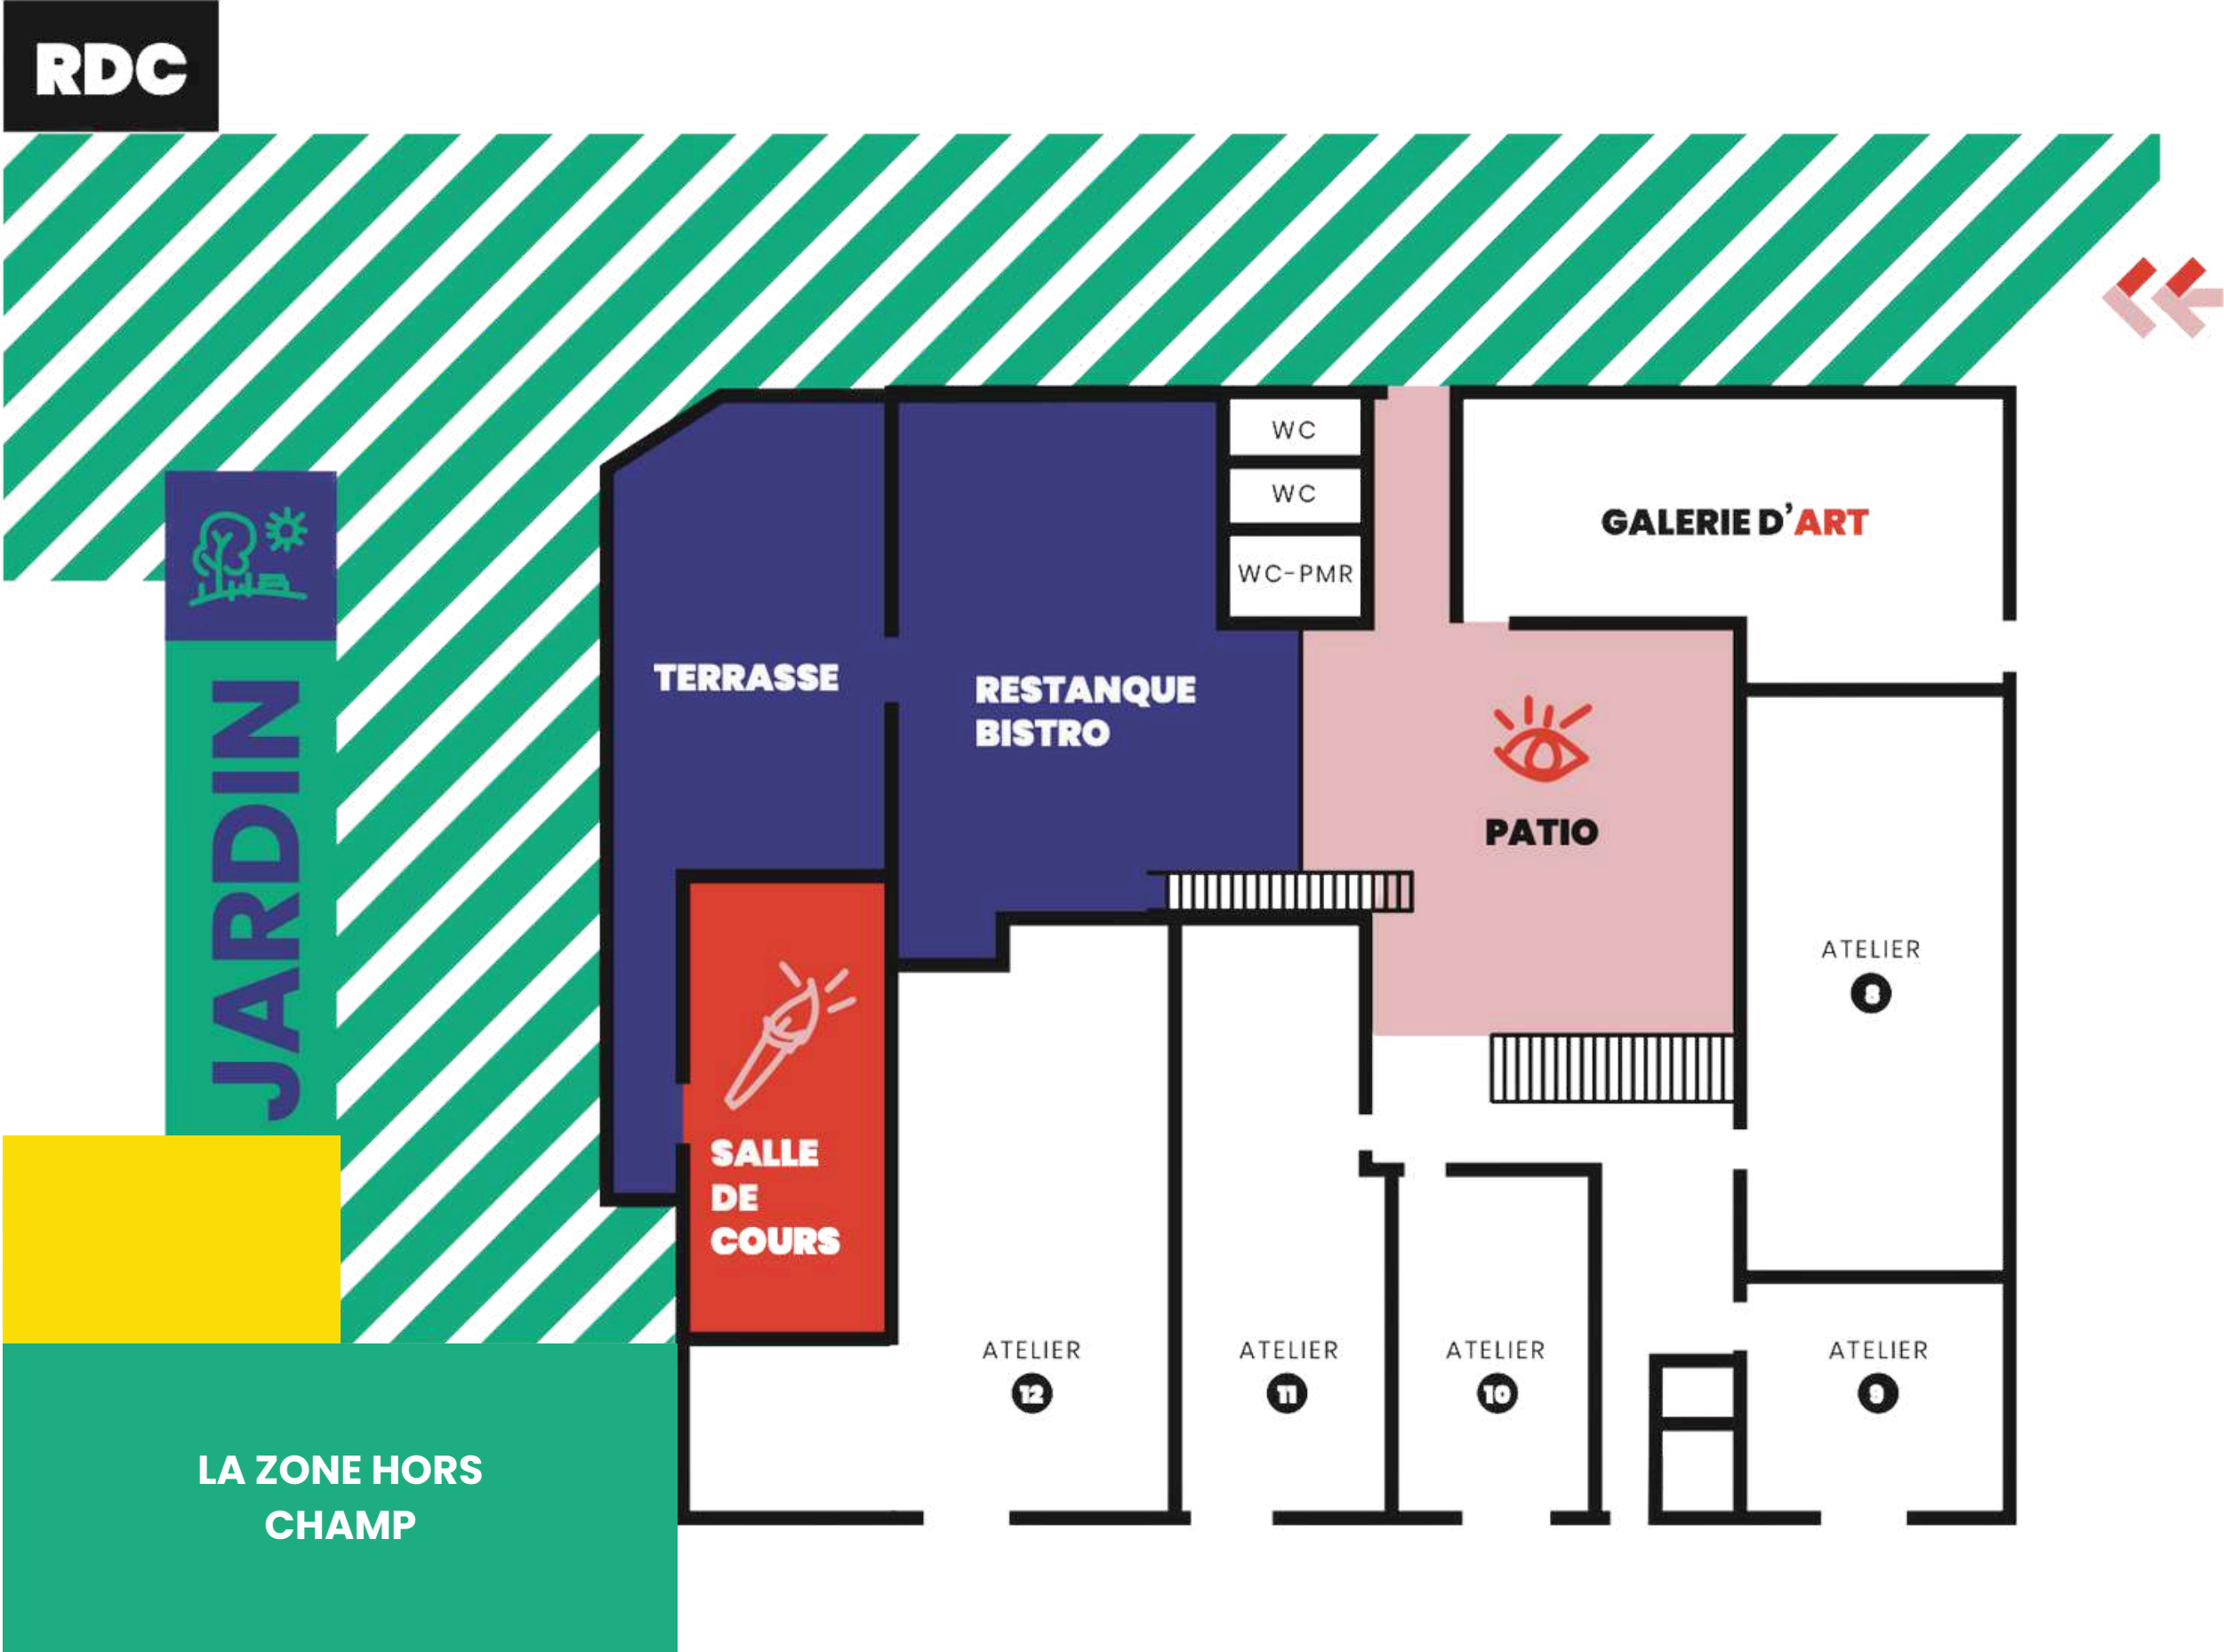 RDC
WC
WC
WC-PMR
GALERIE D'ART
TERRASSE
RESTANQUE
BISTRO
PATIO
JARDIN
ATELIER
8
SALLE
DE
COURS
ATELIER
12
ATELIER
11
ATELIER
10
ATELIER
9
LA ZONE HORS
CHAMP